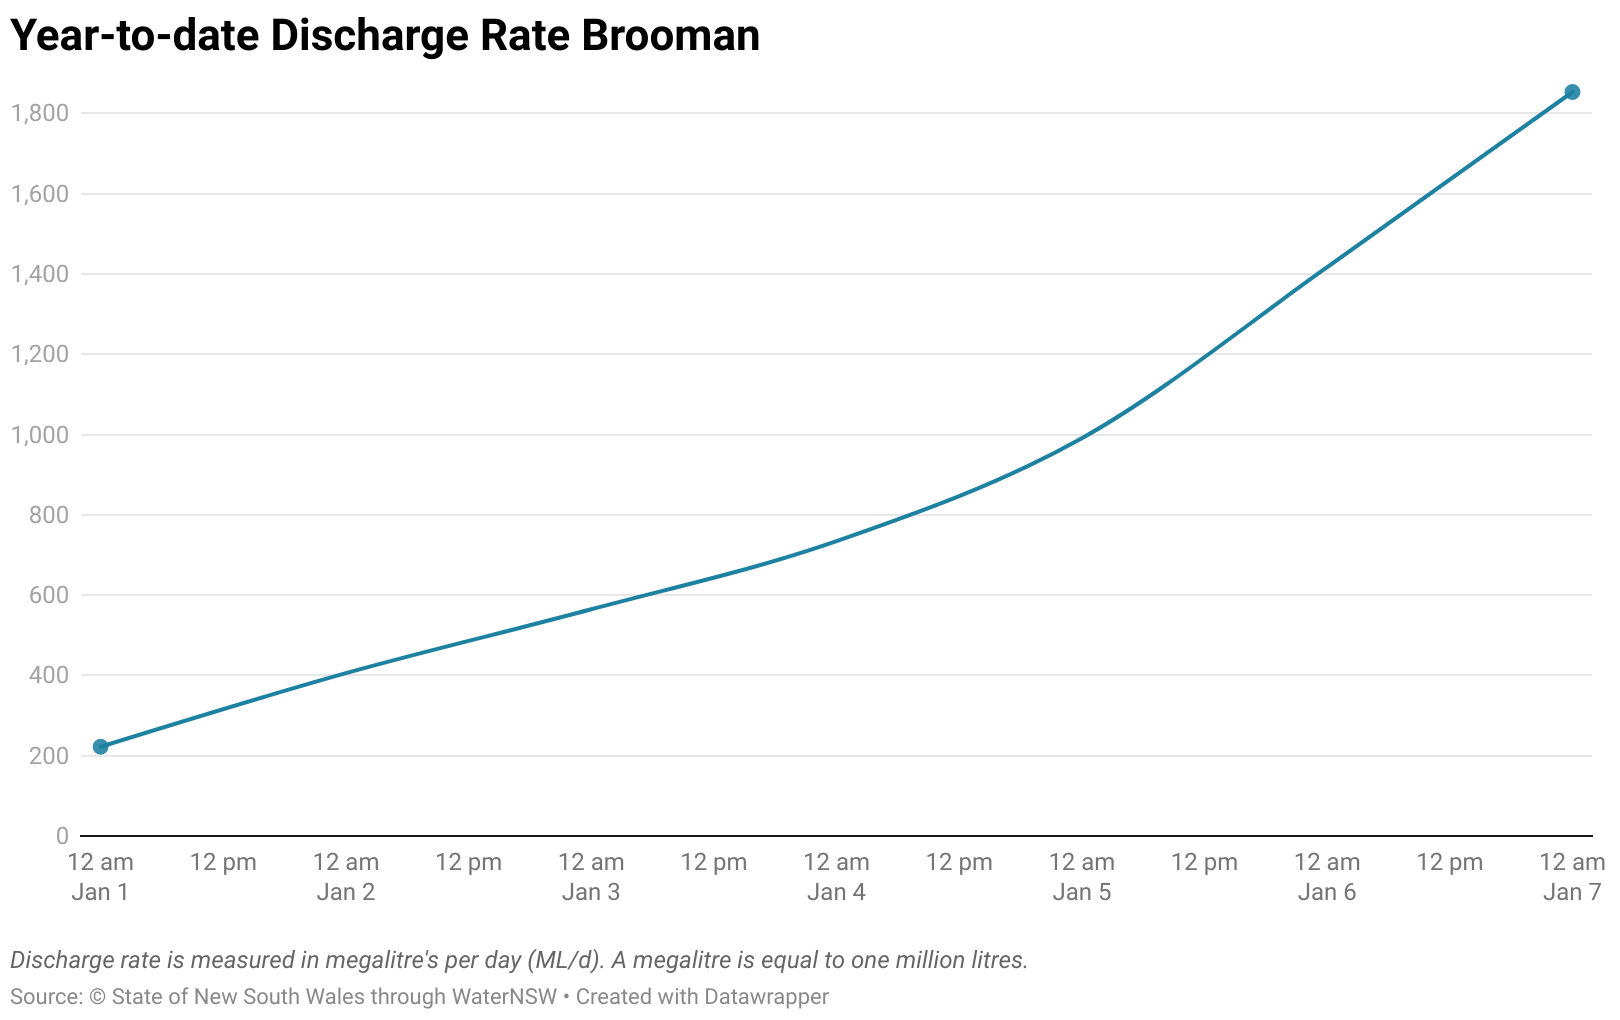 Year-to-date Discharge Rate Brooman
1,800
1,600
1,400
1,200
1,000
800
600
400
200
0
12 am 12 pm 12 am 12 pm 12 am 12 pm 12 am 12 pm 12 am 12 pm 12 am 12 pm 12 am
Jan 1 Jan 2 Jan 3 Jan 4 Jan 5 Jan 6 Jan 7
Discharge rate is measured in megalitre's per day (ML/d). A megalitre is equal to one million litres.
Source: © State of New South Wales through WaterNSW • Created with Datawrapper